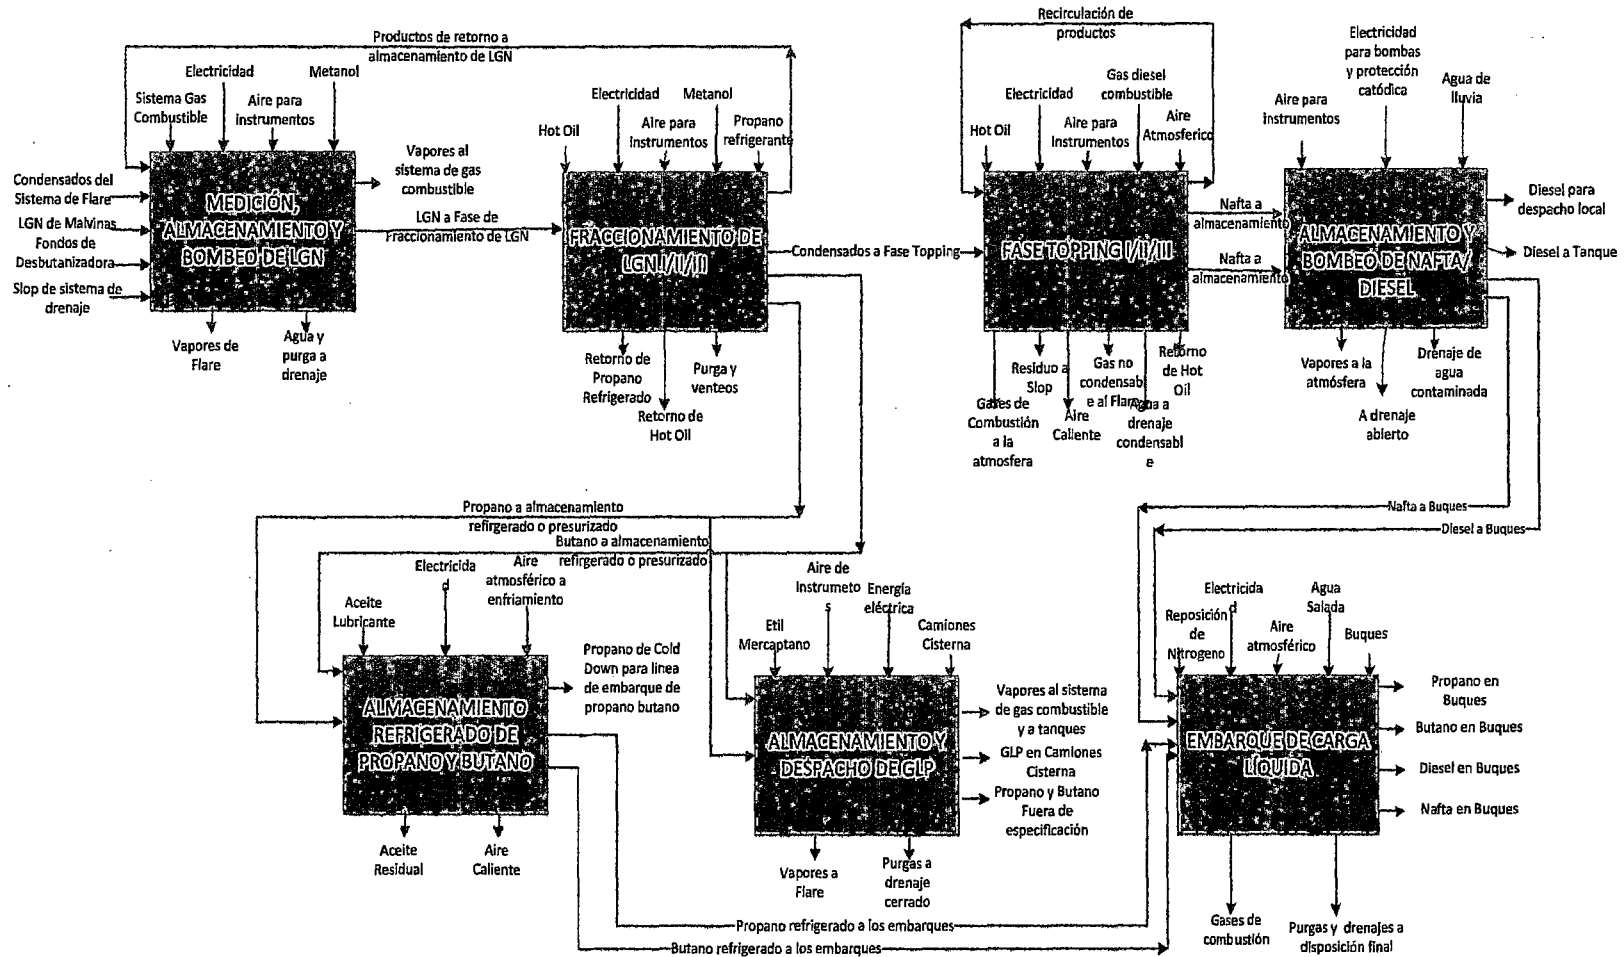 Productos de retorno a
almacenamiento de LGN
Electricidad
Metanol
Sistema Gas
Combustible
Aire para
instrumentos
Condensados del
Sistema de Flare
LGN de Malvinas
Fondos de
Desbutanizadora
Slop de sistema de
drenaje
MEDICIÓN,
ALMACENAMIENTO Y
BOMBEO DE LGN
Vapores al
sistema de gas
combustible
LGN a Fase de
Fraccionamiento de LGN
Vapores de
Flare
Agua y
purga a
drenaje
Hot Oil
Electricidad
Aire para
instrumentos
Metanol
Propano
refrigerante
FRACCIONAMIENTO DE
LGN I/II/II
Condensados a Fase Topping
Retorno de
Propano
Refrigerado
Retorno de
Hot Oil
Purga y
venteos
Recirculación de
productos
Hot Oil
Electricidad
Aire para
Instrumentos
Gas diesel
combustible
Aire
Atmosferico
FASE TOPPING I/II/III
Nafta a
almacenamiento
Nafta a
almacenamiento
Gases de
Combustión
a la
atmosfera
Residuo a
Slop
Aire
Caliente
Gas no
condensab
e al Flare
Agua a
drenaje
condensabl
e
Retorno
de Hot
Oil
Aire para
instrumentos
Electricidad
para bombas
y protección
catódica
Agua de
lluvia
ALMACENAMIENTO Y
BOMBEO DE NAFTA/
DIESEL
Diesel para
despacho local
Diesel a Tanque
Vapores a la
atmósfera
A drenaje
abierto
Drenaje de
agua
contaminada
Nafta a Buques
Diesel a Buques
Propano a almacenamiento
refirgerado o presurizado
Butano a almacenamiento
refirgerado o presurizado
Aceite
Lubricante
Electricida
d
Aire
atmosférico a
enfriamiento
ALMACENAMIENTO
REFRIGERADO DE
PROPANO Y BUTANO
Propano de Cold
Down para linea
de embarque de
propano butano
Aceite
Residual
Aire
Caliente
Etil
Mercaptano
Aire de
Instrumeto
s
Energía
eléctrica
Camiones
Cisterna
ALMACENAMIENTO Y
DESPACHO DE GLP
Vapores al sistema
de gas combustible
y a tanques
GLP en Camiones
Cisterna
Propano y Butano
Fuera de
especificación
Vapores a
Flare
Purgas a
drenaje
cerrado
Reposición
de
Nitrogeno
Electricida
d
Aire
atmosférico
Agua
Salada
Buques
EMBARQUE DE CARGA
LÍQUIDA
Propano en
Buques
Butano en Buques
Diesel en Buques
Nafta en Buques
Gases de
combustión
Purgas y drenajes a
disposición final
Propano refrigerado a los embarques
Butano refrigerado a los embarques